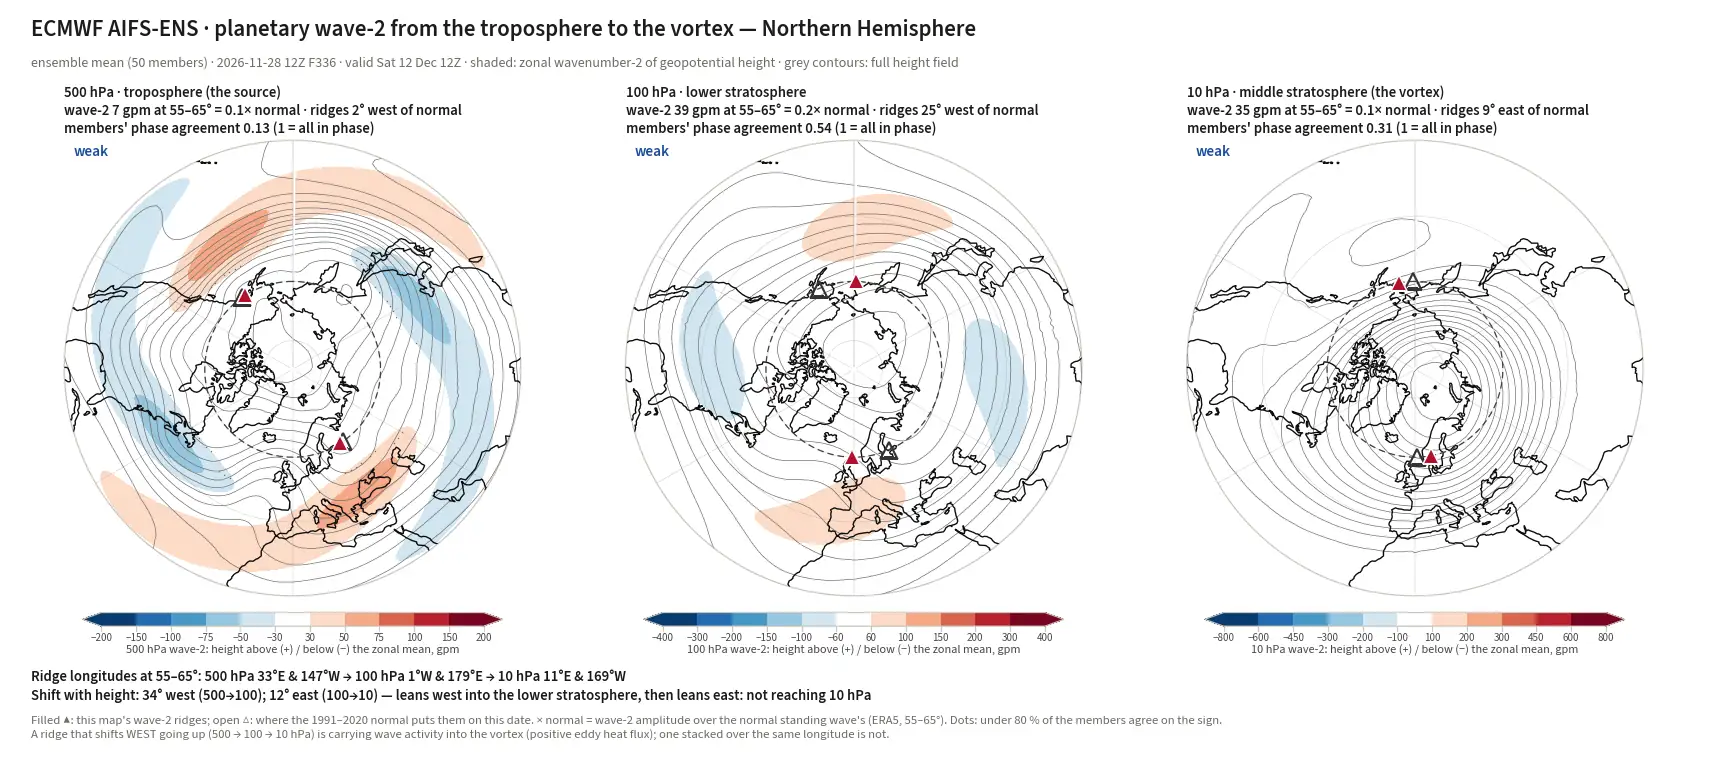 ECMWF AIFS-ENS · planetary wave-2 from the troposphere to the vortex — Northern Hemisphere
ensemble mean (50 members) · 2026-11-28 12Z F336 · valid Sat 12 Dec 12Z · shaded: zonal wavenumber-2 of geopotential height · grey contours: full height field
500 hPa · troposphere (the source)
wave-2 7 gpm at 55–65° = 0.1× normal · ridges 2° west of normal
members' phase agreement 0.13 (1 = all in phase)
weak
100 hPa · lower stratosphere
wave-2 39 gpm at 55–65° = 0.2× normal · ridges 25° west of normal
members' phase agreement 0.54 (1 = all in phase)
weak
10 hPa · middle stratosphere (the vortex)
wave-2 35 gpm at 55–65° = 0.1× normal · ridges 9° east of normal
members' phase agreement 0.31 (1 = all in phase)
weak
−200 −150 −100 −75 −50 −30 30 50 75 100 150 200
500 hPa wave-2: height above (+) / below (−) the zonal mean, gpm
−400 −300 −200 −150 −100 −60 60 100 150 200 300 400
100 hPa wave-2: height above (+) / below (−) the zonal mean, gpm
−800 −600 −450 −300 −200 −100 100 200 300 450 600 800
10 hPa wave-2: height above (+) / below (−) the zonal mean, gpm
Ridge longitudes at 55–65°: 500 hPa 33°E & 147°W → 100 hPa 1°W & 179°E → 10 hPa 11°E & 169°W
Shift with height: 34° west (500→100); 12° east (100→10) — leans west into the lower stratosphere, then leans east: not reaching 10 hPa
Filled ▲: this map's wave-2 ridges; open △: where the 1991–2020 normal puts them on this date. × normal = wave-2 amplitude over the normal standing wave's (ERA5, 55–65°). Dots: under 80 % of the members agree on the sign.
A ridge that shifts WEST going up (500 → 100 → 10 hPa) is carrying wave activity into the vortex (positive eddy heat flux); one stacked over the same longitude is not.